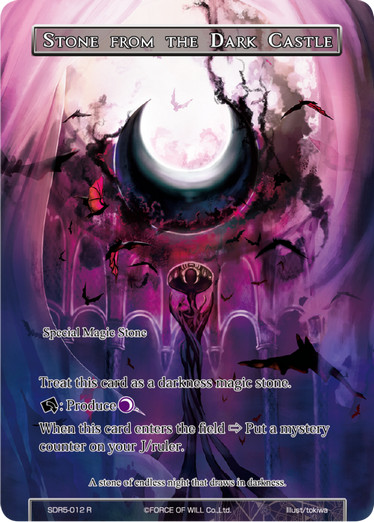 Stone from the Dark Castle
Special Magic Stone
Treat this card as a darkness magic stone.
: Produce .
When this card enters the field ⇨ Put a mystery
counter on your J/ruler.
A stone of endless night that draws in darkness.
SDR5-012 R ©FORCE OF WILL Co.,Ltd. Illust/tokiwa